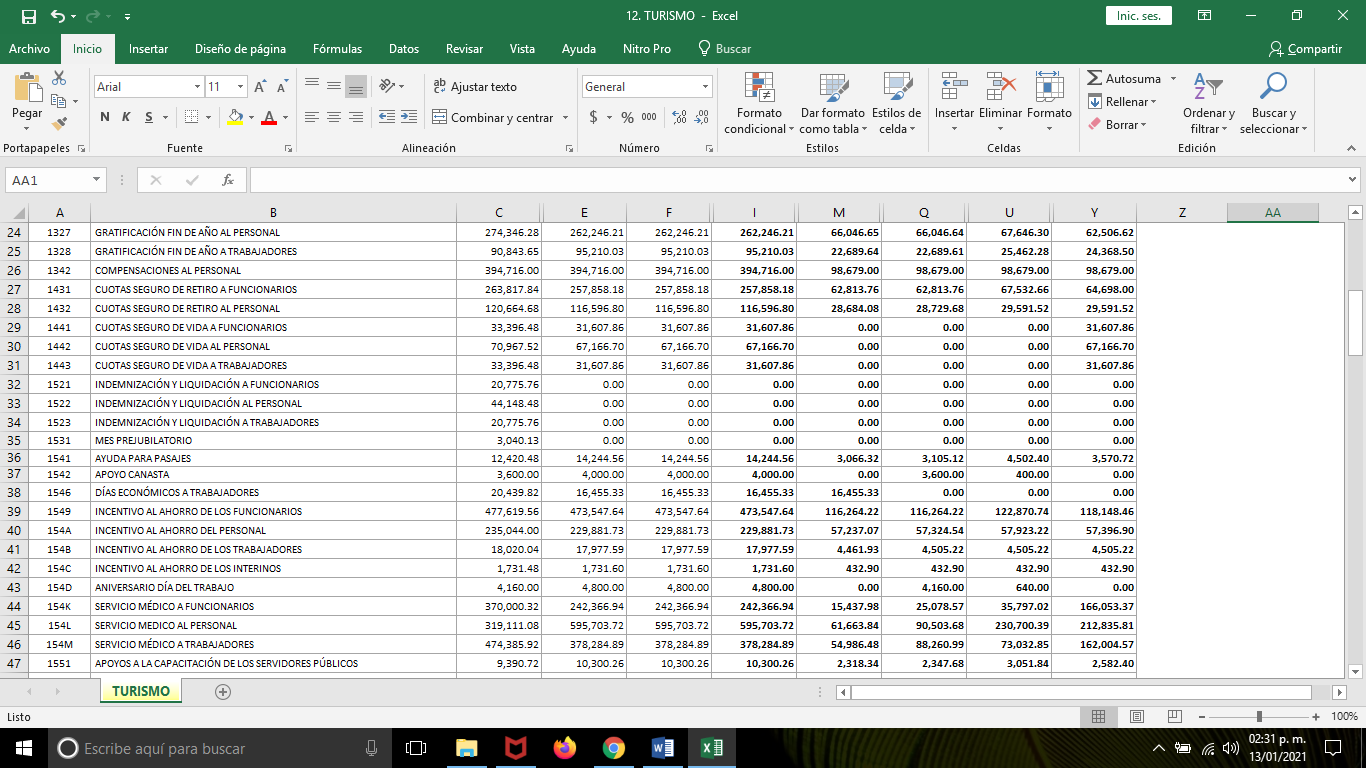 12. TURISMO - Excel
Inic. ses.
Archivo Inicio Insertar Diseño de página Fórmulas Datos Revisar Vista Ayuda Nitro Pro Buscar Compartir
Pegar
Arial 11
N K S
Ajustar texto
Combinar y centrar
General
$ % 000
Formato condicional
Dar formato como tabla
Estilos de celda
Insertar Eliminar Formato
Autosuma
Rellenar
Borrar
Ordenar y filtrar
Buscar y seleccionar
Portapapeles Fuente Alineación Número Estilos Celdas Edición
AA1 fx
A B C E F I M Q U Y Z AA
24 1327 GRATIFICACIÓN FIN DE AÑO AL PERSONAL 274,346.28 262,246.21 262,246.21 262,246.21 66,046.65 66,046.64 67,646.30 62,506.62
25 1328 GRATIFICACIÓN FIN DE AÑO A TRABAJADORES 90,843.65 95,210.03 95,210.03 95,210.03 22,689.64 22,689.61 25,462.28 24,368.50
26 1342 COMPENSACIONES AL PERSONAL 394,716.00 394,716.00 394,716.00 394,716.00 98,679.00 98,679.00 98,679.00 98,679.00
27 1431 CUOTAS SEGURO DE RETIRO A FUNCIONARIOS 263,817.84 257,858.18 257,858.18 257,858.18 62,813.76 62,813.76 67,532.66 64,698.00
28 1432 CUOTAS SEGURO DE RETIRO AL PERSONAL 120,664.68 116,596.80 116,596.80 116,596.80 28,684.08 28,729.68 29,591.52 29,591.52
29 1441 CUOTAS SEGURO DE VIDA A FUNCIONARIOS 33,396.48 31,607.86 31,607.86 31,607.86 0.00 0.00 0.00 31,607.86
30 1442 CUOTAS SEGURO DE VIDA AL PERSONAL 70,967.52 67,166.70 67,166.70 67,166.70 0.00 0.00 0.00 67,166.70
31 1443 CUOTAS SEGURO DE VIDA A TRABAJADORES 33,396.48 31,607.86 31,607.86 31,607.86 0.00 0.00 0.00 31,607.86
32 1521 INDEMNIZACIÓN Y LIQUIDACIÓN A FUNCIONARIOS 20,775.76 0.00 0.00 0.00 0.00 0.00 0.00 0.00
33 1522 INDEMNIZACIÓN Y LIQUIDACIÓN AL PERSONAL 44,148.48 0.00 0.00 0.00 0.00 0.00 0.00 0.00
34 1523 INDEMNIZACIÓN Y LIQUIDACIÓN A TRABAJADORES 20,775.76 0.00 0.00 0.00 0.00 0.00 0.00 0.00
35 1531 MES PREJUBILATORIO 3,040.13 0.00 0.00 0.00 0.00 0.00 0.00 0.00
36 1541 AYUDA PARA PASAJES 12,420.48 14,244.56 14,244.56 14,244.56 3,066.32 3,105.12 4,502.40 3,570.72
37 1542 APOYO CANASTA 3,600.00 4,000.00 4,000.00 4,000.00 0.00 3,600.00 400.00 0.00
38 1546 DÍAS ECONÓMICOS A TRABAJADORES 20,439.82 16,455.33 16,455.33 16,455.33 16,455.33 0.00 0.00 0.00
39 1549 INCENTIVO AL AHORRO DE LOS FUNCIONARIOS 477,619.56 473,547.64 473,547.64 473,547.64 116,264.22 116,264.22 122,870.74 118,148.46
40 154A INCENTIVO AL AHORRO DEL PERSONAL 235,044.00 229,881.73 229,881.73 229,881.73 57,237.07 57,324.54 57,923.22 57,396.90
41 154B INCENTIVO AL AHORRO DE LOS TRABAJADORES 18,020.04 17,977.59 17,977.59 17,977.59 4,461.93 4,505.22 4,505.22 4,505.22
42 154C INCENTIVO AL AHORRO DE LOS INTERINOS 1,731.48 1,731.60 1,731.60 1,731.60 432.90 432.90 432.90 432.90
43 154D ANIVERSARIO DÍA DEL TRABAJO 4,160.00 4,800.00 4,800.00 4,800.00 0.00 4,160.00 640.00 0.00
44 154K SERVICIO MÉDICO A FUNCIONARIOS 370,000.32 242,366.94 242,366.94 242,366.94 15,437.98 25,078.57 35,797.02 166,053.37
45 154L SERVICIO MEDICO AL PERSONAL 319,111.08 595,703.72 595,703.72 595,703.72 61,663.84 90,503.68 230,700.39 212,835.81
46 154M SERVICIO MÉDICO A TRABAJADORES 474,385.92 378,284.89 378,284.89 378,284.89 54,986.48 88,260.99 73,032.85 162,004.57
47 1551 APOYOS A LA CAPACITACIÓN DE LOS SERVIDORES PÚBLICOS 9,390.72 10,300.26 10,300.26 10,300.26 2,318.34 2,347.68 3,051.84 2,582.40
TURISMO
Listo 100%
Escribe aquí para buscar
02:31 p. m.
13/01/2021